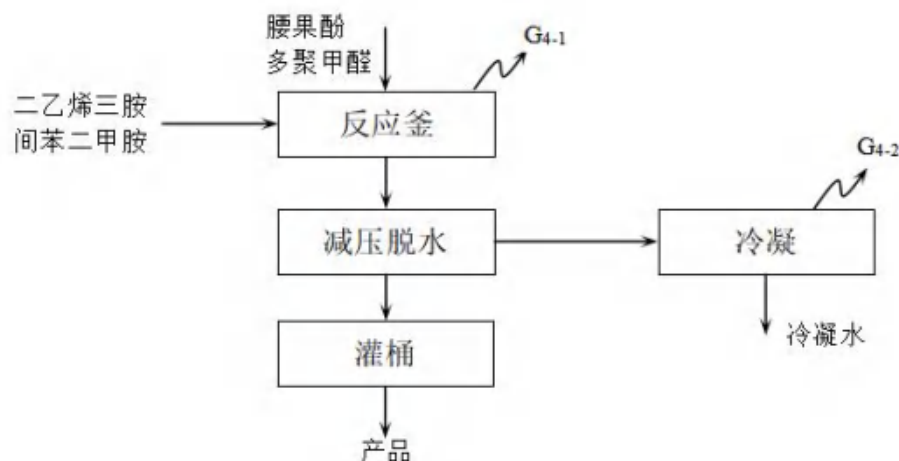 腰果酚
多聚甲醛
G4-1
二乙烯三胺
间苯二甲胺
反应釜
G4-2
减压脱水
冷凝
冷凝水
灌桶
产品